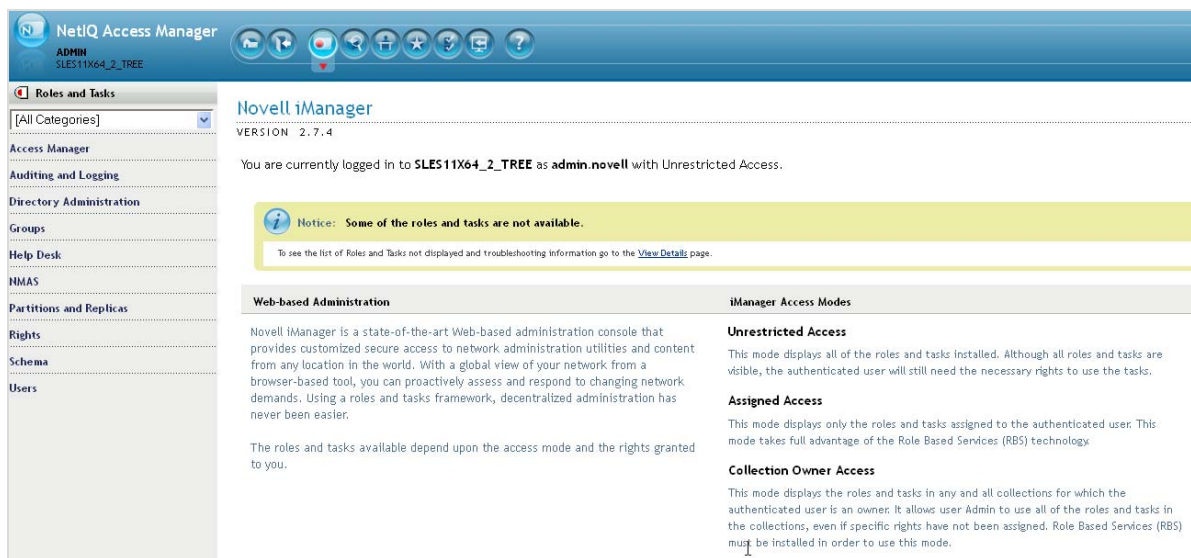 NetIQ Access Manager
ADMIN
SLES11X64_2_TREE
Roles and Tasks
[All Categories]
Access Manager
Auditing and Logging
Directory Administration
Groups
Help Desk
NMAS
Partitions and Replicas
Rights
Schema
Users
Novell iManager
VERSION 2.7.4
You are currently logged in to SLES11X64_2_TREE as admin.novell with Unrestricted Access.
Notice: Some of the roles and tasks are not available.
To see the list of Roles and Tasks not displayed and troubleshooting information go to the View Details page.
Web-based Administration
Novell iManager is a state-of-the-art Web-based administration console that
provides customized secure access to network administration utilities and content
from any location in the world. With a global view of your network from a
browser-based tool, you can proactively assess and respond to changing network
demands. Using a roles and tasks framework, decentralized administration has
never been easier.
The roles and tasks available depend upon the access mode and the rights granted
to you.
iManager Access Modes
Unrestricted Access
This mode displays all of the roles and tasks installed. Although all roles and tasks are
visible, the authenticated user will still need the necessary rights to use the tasks.
Assigned Access
This mode displays only the roles and tasks assigned to the authenticated user. This
mode takes full advantage of the Role Based Services (RBS) technology.
Collection Owner Access
This mode displays the roles and tasks in any and all collections for which the
authenticated user is an owner. It allows user Admin to use all of the roles and tasks in
the collections, even if specific rights have not been assigned. Role Based Services (RBS)
must be installed in order to use this mode.